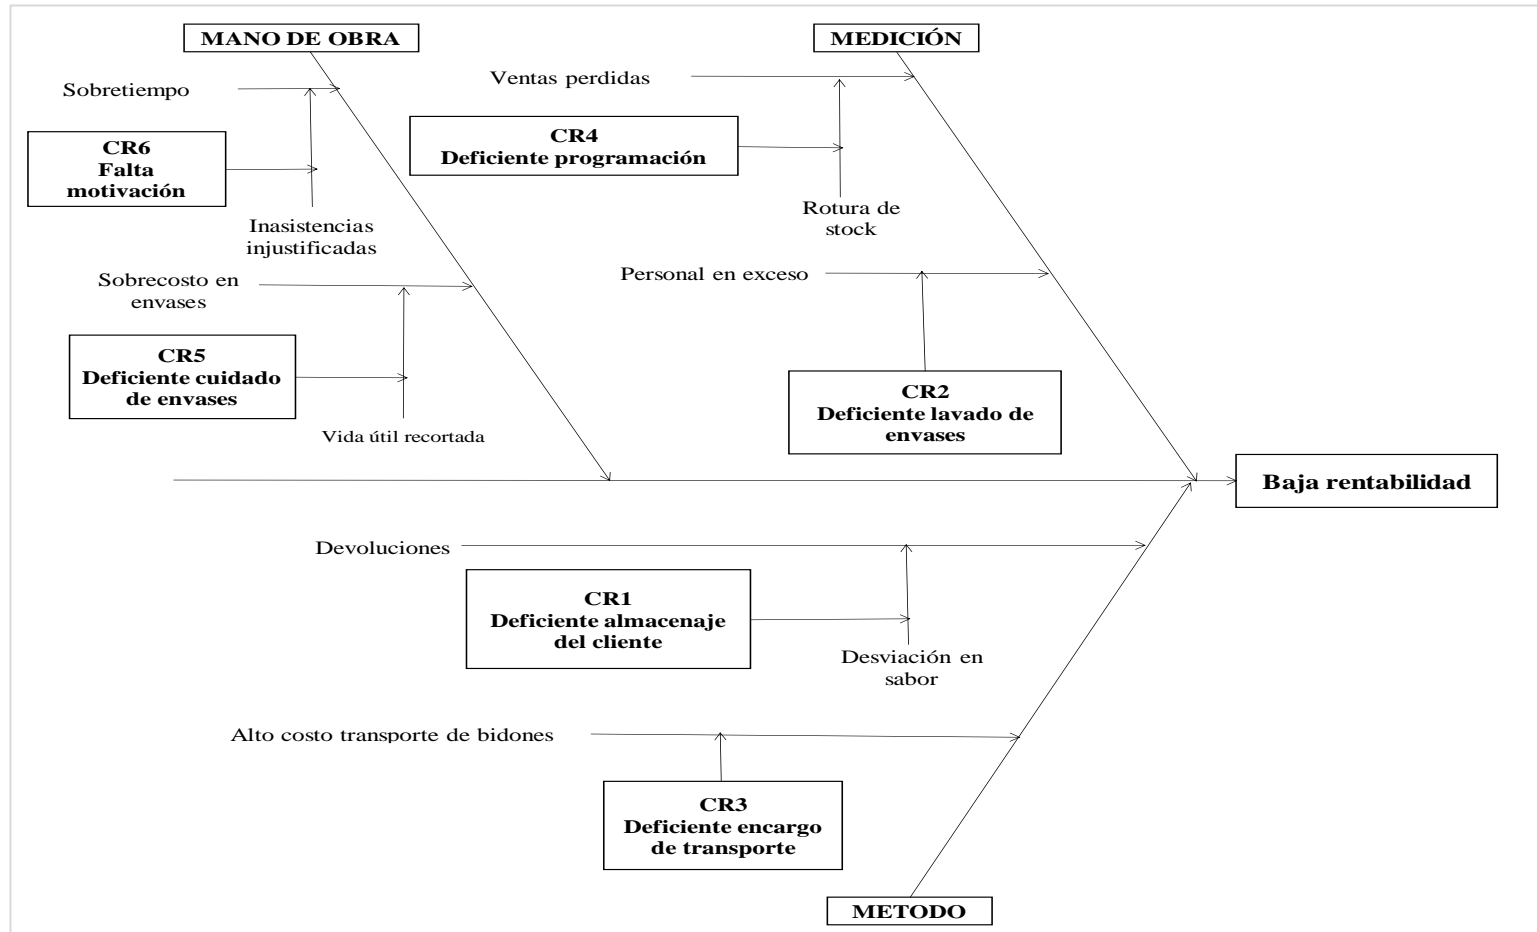 MANO DE OBRA
MEDICIÓN
Sobretiempo
Ventas perdidas
CR6
Falta
motivación
CR4
Deficiente programación
Inasistencias
injustificadas
Rotura de
stock
Sobrecosto en
envases
Personal en exceso
CR5
Deficiente cuidado
de envases
CR2
Deficiente lavado de
envases
Vida útil recortada
Baja rentabilidad
Devoluciones
CR1
Deficiente almacenaje
del cliente
Desviación en
sabor
Alto costo transporte de bidones
CR3
Deficiente encargo
de transporte
METODO